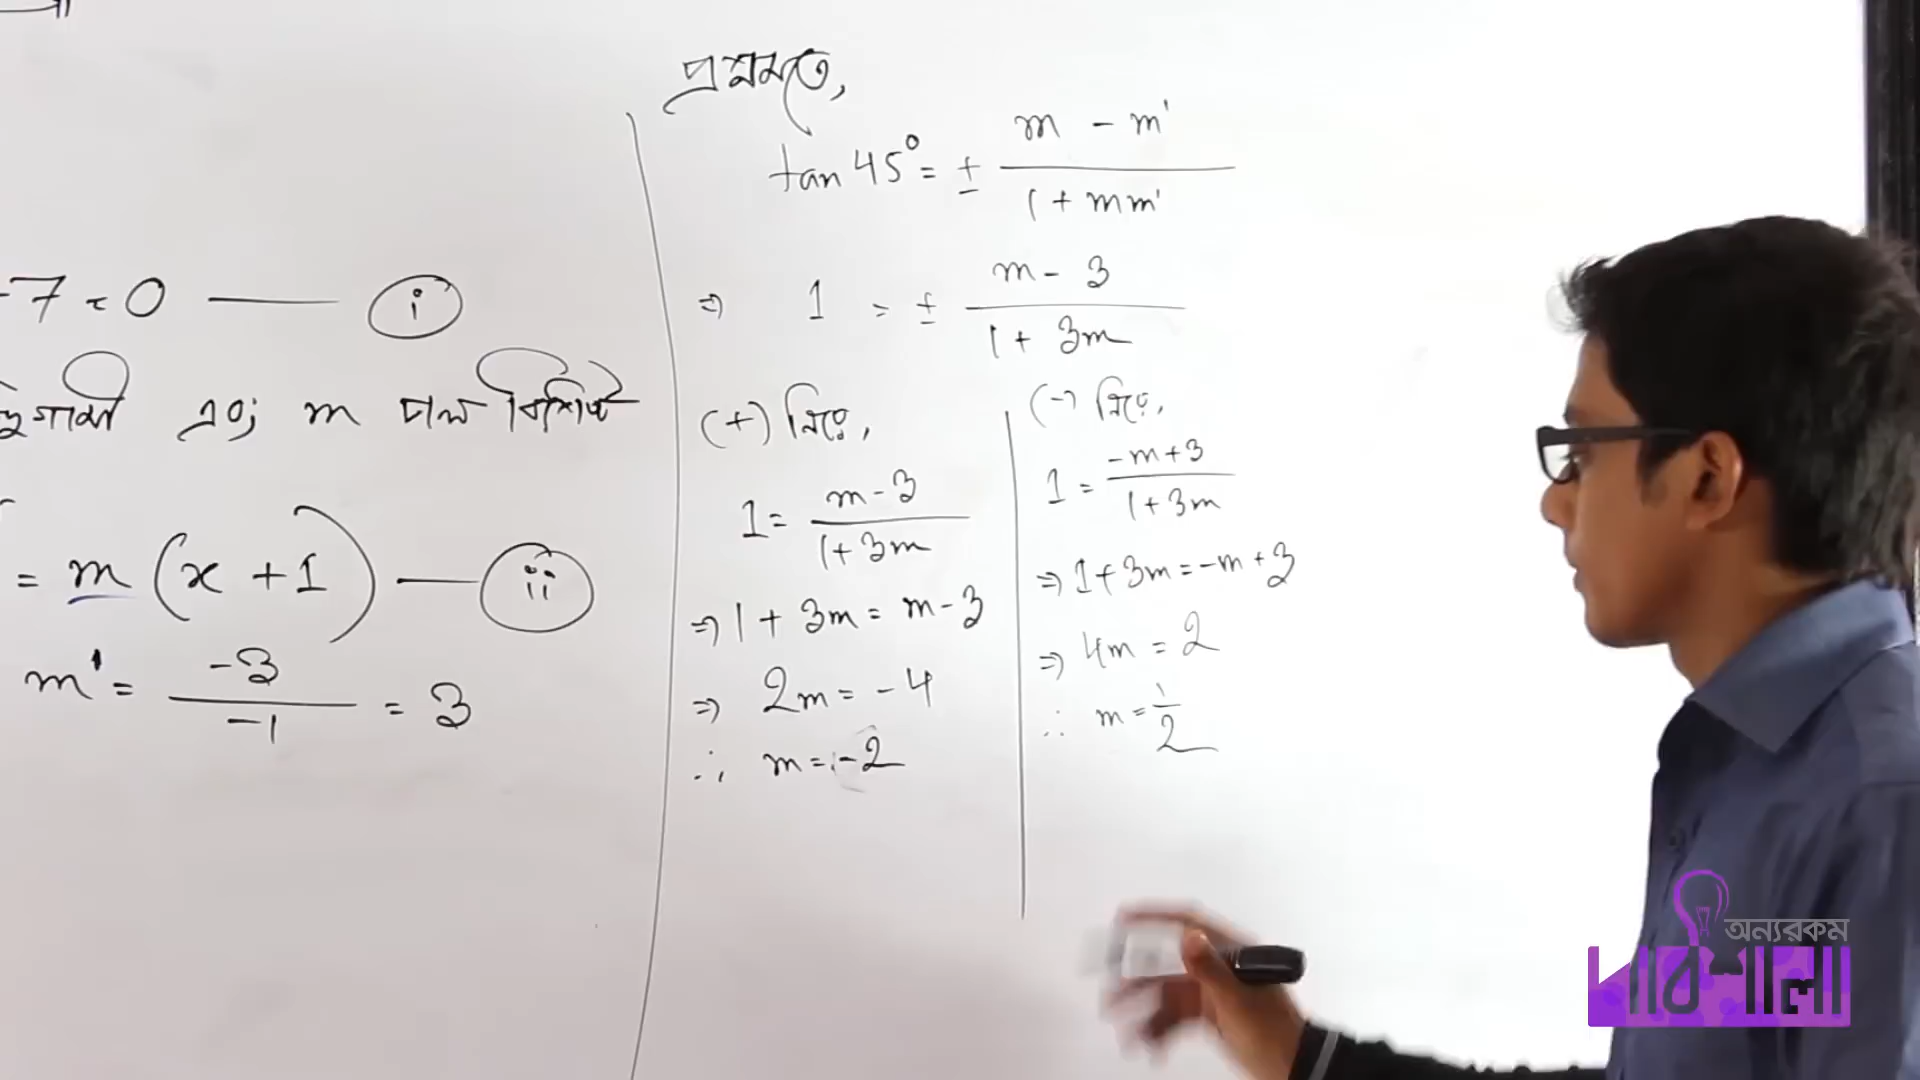 -7 = 0 —— (i)
এবং m ঢাল বিশিষ্ট
= m (x + 1) —— (ii)
m' = -3 / -1 = 3
প্রশ্নমতে,
tan 45° = ± (m - m') / (1 + mm')
⇒ 1 = ± (m - 3) / (1 + 3m)
(+) নিয়ে,
1 = (m - 3) / (1 + 3m)
⇒ 1 + 3m = m - 3
⇒ 2m = -4
∴ m = -2
(-) নিয়ে,
1 = (-m + 3) / (1 + 3m)
⇒ 1 + 3m = -m + 3
⇒ 4m = 2
∴ m = 1/2
অন্যরকম
পাঠশালা